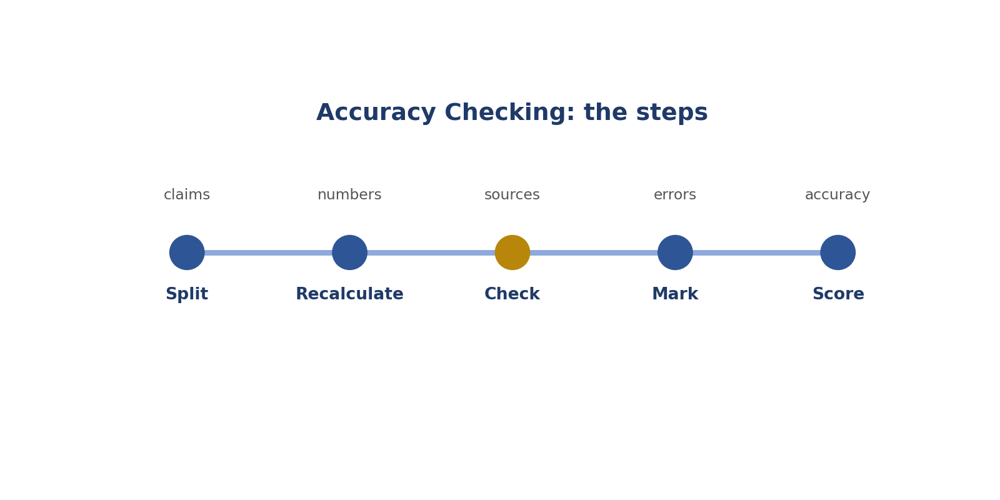 Accuracy Checking: the steps
claims numbers sources errors accuracy
Split Recalculate Check Mark Score